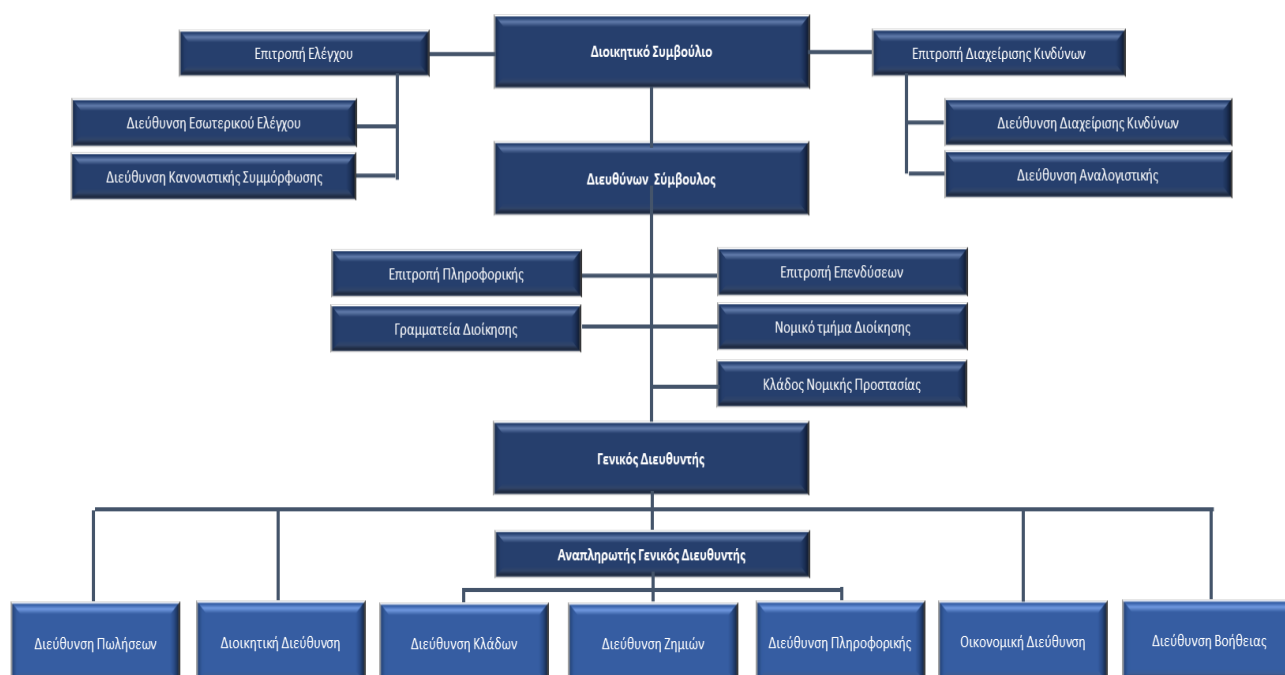 Διοικητικό Συμβούλιο
Επιτροπή Ελέγχου
Επιτροπή Διαχείρισης Κινδύνων
Διεύθυνση Εσωτερικού Ελέγχου
Διεύθυνση Διαχείρισης Κινδύνων
Διεύθυνση Κανονιστικής Συμμόρφωσης
Διεύθυνση Αναλογιστικής
Διευθύνων Σύμβουλος
Επιτροπή Πληροφορικής
Επιτροπή Επενδύσεων
Γραμματεία Διοίκησης
Νομικό τμήμα Διοίκησης
Κλάδος Νομικής Προστασίας
Γενικός Διευθυντής
Αναπληρωτής Γενικός Διευθυντής
Διεύθυνση Πωλήσεων
Διοικητική Διεύθυνση
Διεύθυνση Κλάδων
Διεύθυνση Ζημιών
Διεύθυνση Πληροφορικής
Οικονομική Διεύθυνση
Διεύθυνση Βοήθειας